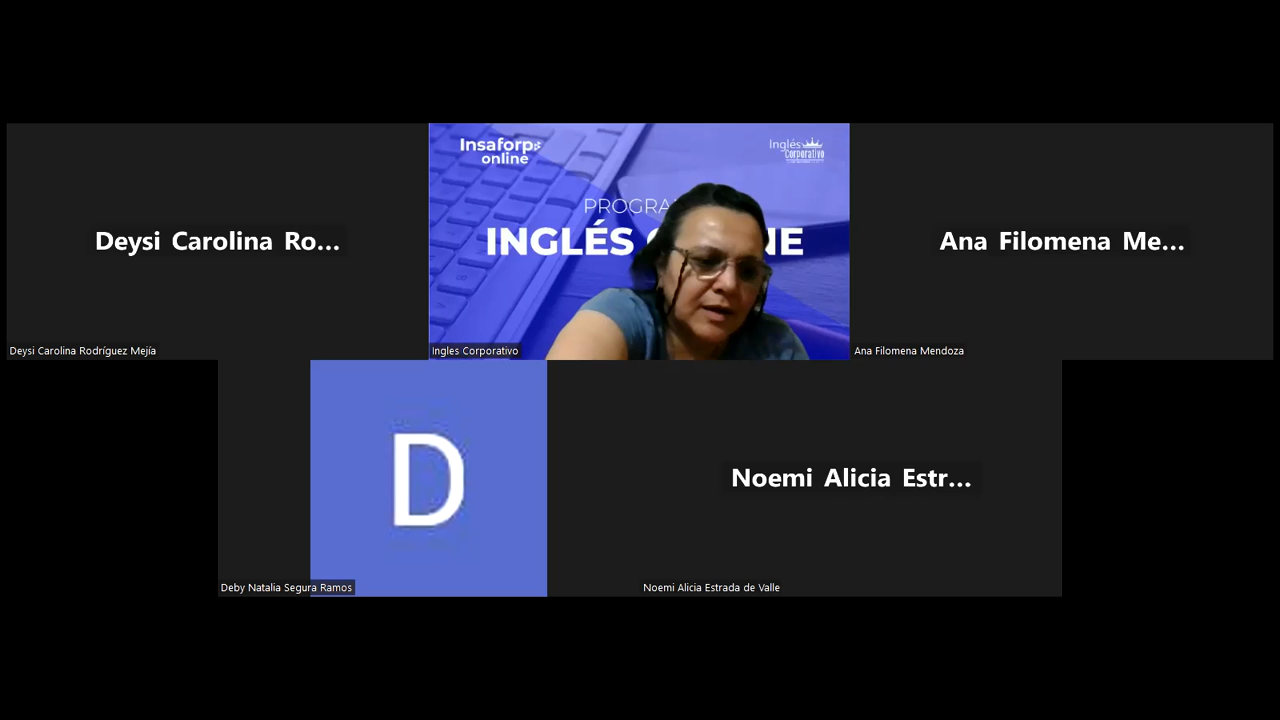 Deysi Carolina Ro...
Deysi Carolina Rodríguez Mejía
Insaforp
online
Inglés
Corporativo
PROGRA
INGLÉS O NE
Ingles Corporativo
Ana Filomena Me...
Ana Filomena Mendoza
D
Deby Natalia Segura Ramos
Noemi Alicia Estr...
Noemi Alicia Estrada de Valle